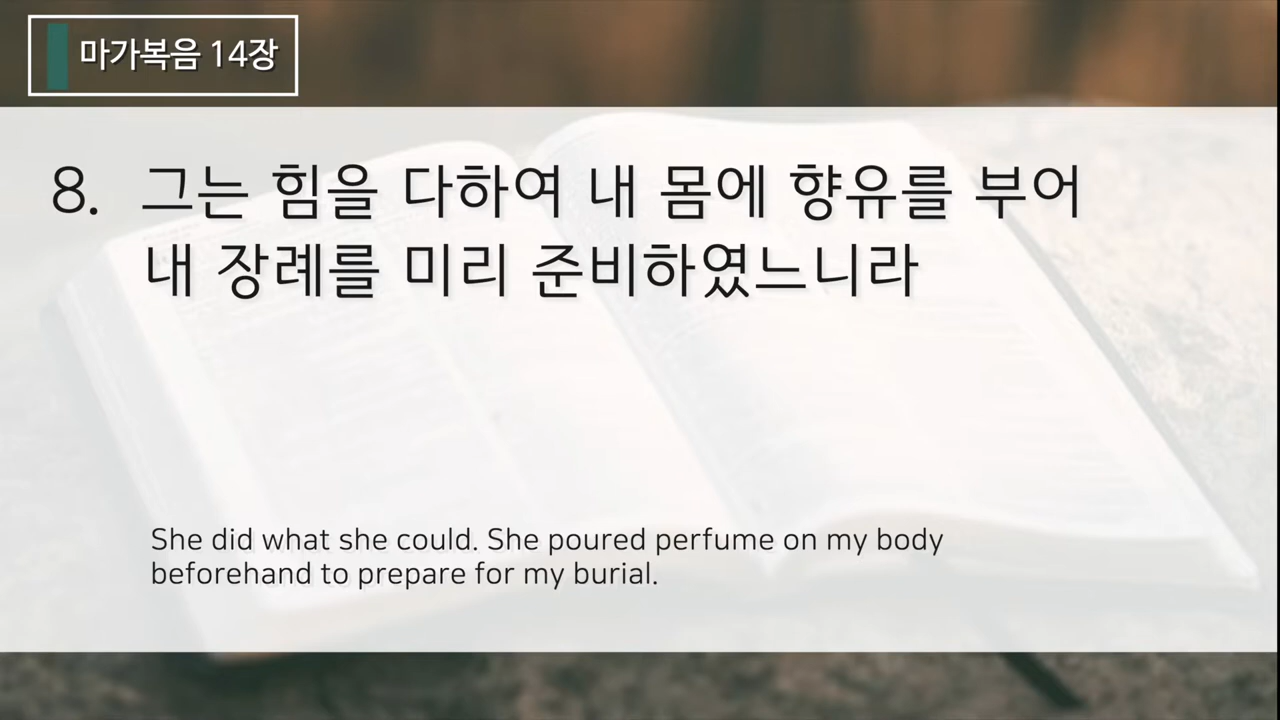 마가복음 14장
8. 그는 힘을 다하여 내 몸에 향유를 부어
내 장례를 미리 준비하였느니라
She did what she could. She poured perfume on my body
beforehand to prepare for my burial.